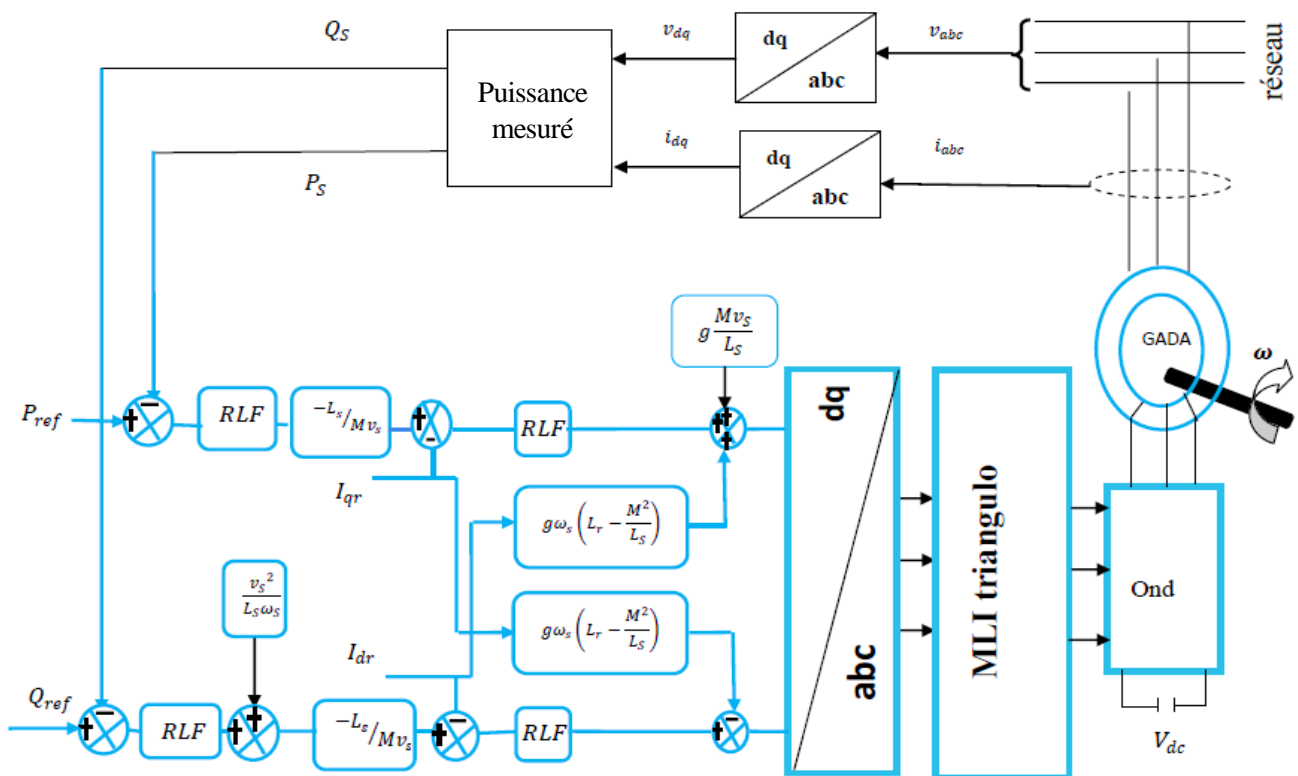 Q_S
v_dq
dq
abc
v_abc
réseau
Puissance
mesuré
i_dq
dq
abc
i_abc
P_S
g Mv_S/L_S
GADA
ω
P_ref
+
−
RLF
−L_s/Mv_s
+
-
RLF
+
+
+
dq
abc
MLI triangulo
I_qr
gω_s(L_r − M²/L_S)
v_S²/L_Sω_S
gω_s(L_r − M²/L_S)
Ond
I_dr
Q_ref
+
−
RLF
+
+
−L_s/Mv_s
+
−
RLF
+
−
V_dc